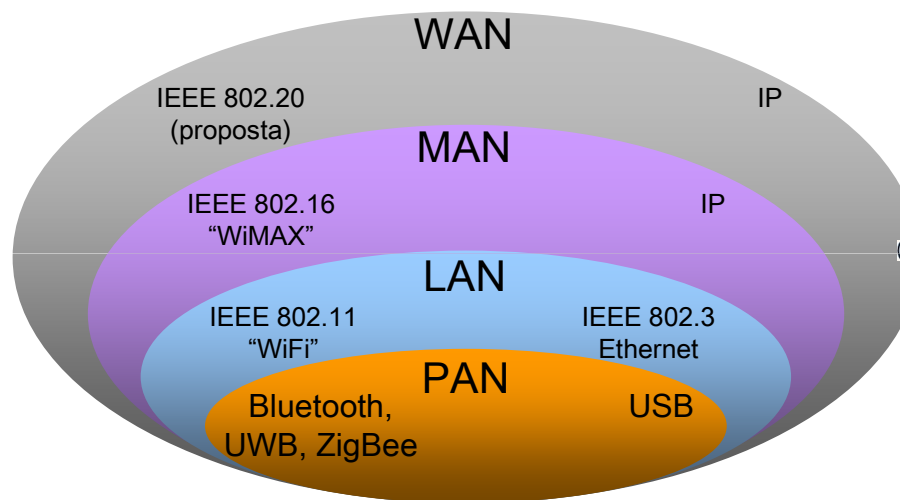 WAN
IEEE 802.20
(proposta)
IP
MAN
IEEE 802.16
“WiMAX”
IP
LAN
IEEE 802.11
“WiFi”
IEEE 802.3
Ethernet
PAN
Bluetooth,
UWB, ZigBee
USB